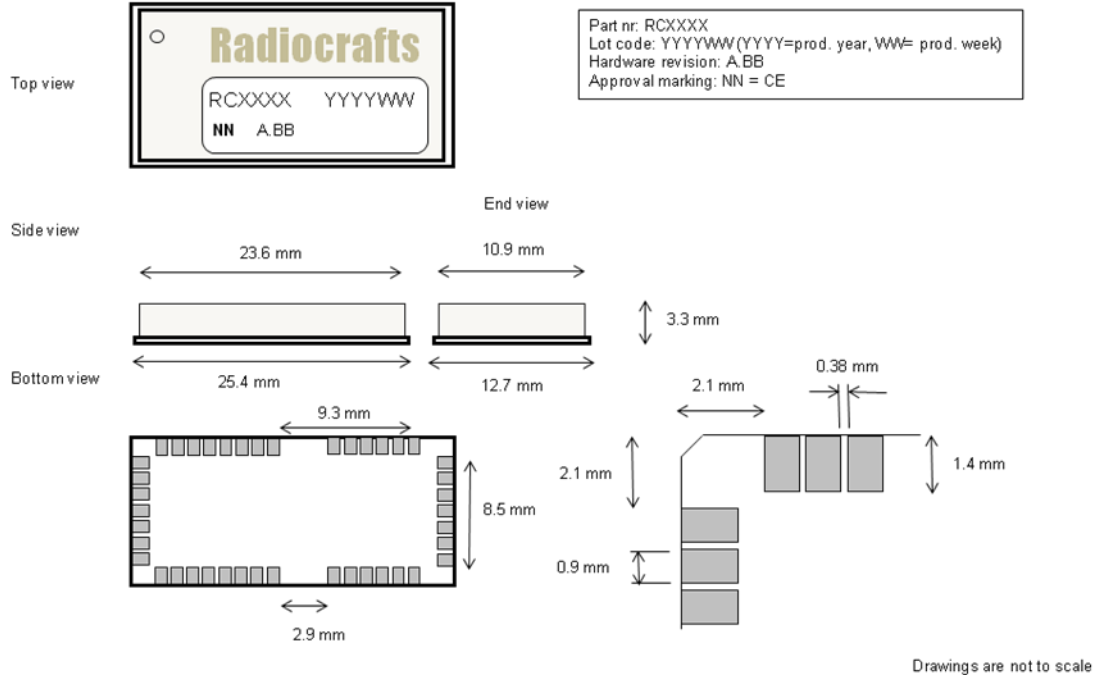 Radiocrafts
Part nr: RCXXXX
Lot code: YYYYWW (YYYY=prod. year, WW= prod. week)
Hardware revision: A.BB
Approval marking: NN = CE
Top view
RCXXXX YYYYWW
NN A.BB
End view
Side view
23.6 mm
10.9 mm
3.3 mm
Bottom view
25.4 mm
12.7 mm
0.38 mm
2.1 mm
9.3 mm
2.1 mm
1.4 mm
8.5 mm
0.9 mm
2.9 mm
Drawings are not to scale